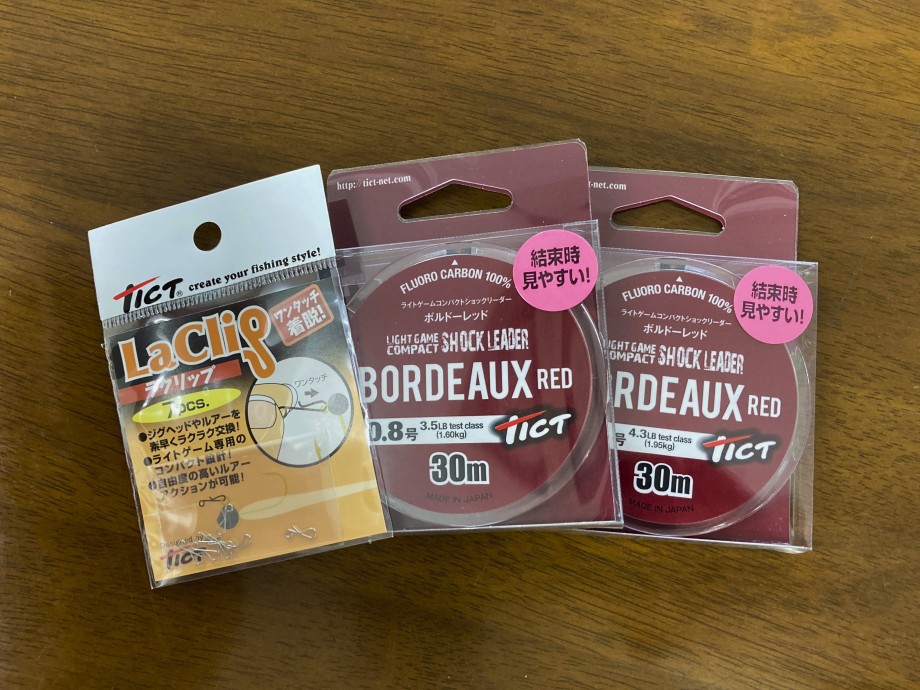 TICT® create your fishing style!
LaClip
ワンタッチ
着脱!
ラクリップ
7pcs.
ワンタッチ
●ジグヘッドやルアーを
素早くラクラク交換!
●ライトゲーム専用の
コンパクト設計!
●自由度の高いルアー
アクションが可能!
TICT
http://tict-net.com
結束時
見やすい!
FLUORO CARBON 100%
ライトゲームコンパクトショックリーダー
ボルドーレッド
LIGHT GAME
COMPACT SHOCK LEADER
BORDEAUX RED
0.8号 3.5LB test class
(1.60kg)
TICT
30m
MADE IN JAPAN
-net.com
結束時
見やすい!
FLUORO CARBON 100%
ライトゲームコンパクトショックリーダー
ボルドーレッド
LIGHT GAME
COMPACT SHOCK LEADER
RDEAUX RED
号 4.3LB test class
(1.95kg)
TICT
30m
MADE IN JAPAN